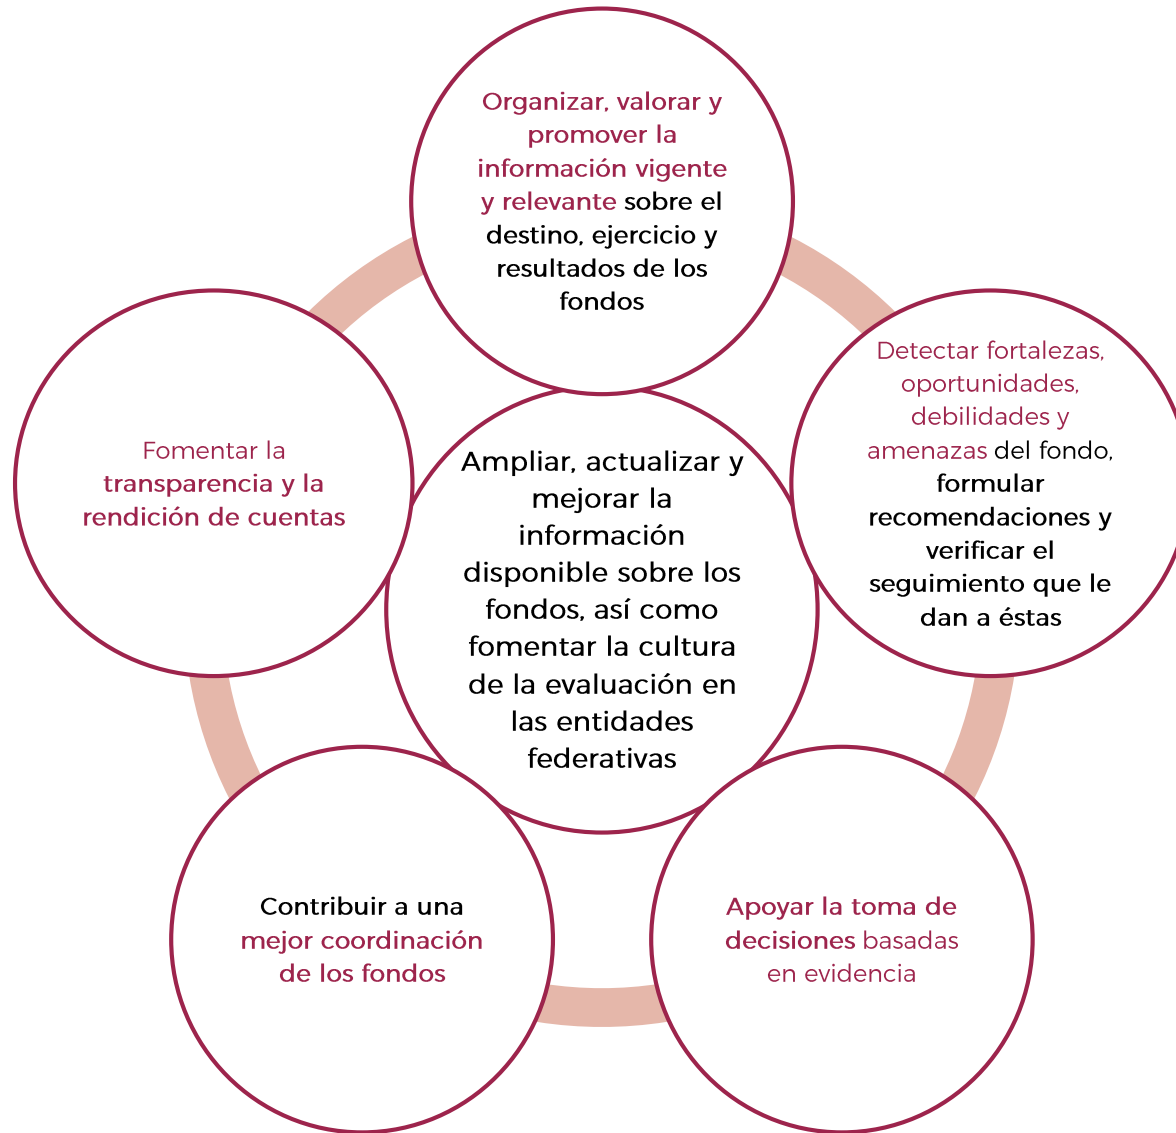 Organizar, valorar y
promover la
información vigente
y relevante sobre el
destino, ejercicio y
resultados de los
fondos
Detectar fortalezas,
oportunidades,
debilidades y
amenazas del fondo,
formular
recomendaciones y
verificar el
seguimiento que le
dan a éstas
Fomentar la
transparencia y la
rendición de cuentas
Ampliar, actualizar y
mejorar la
información
disponible sobre los
fondos, así como
fomentar la cultura
de la evaluación en
las entidades
federativas
Contribuir a una
mejor coordinación
de los fondos
Apoyar la toma de
decisiones basadas
en evidencia